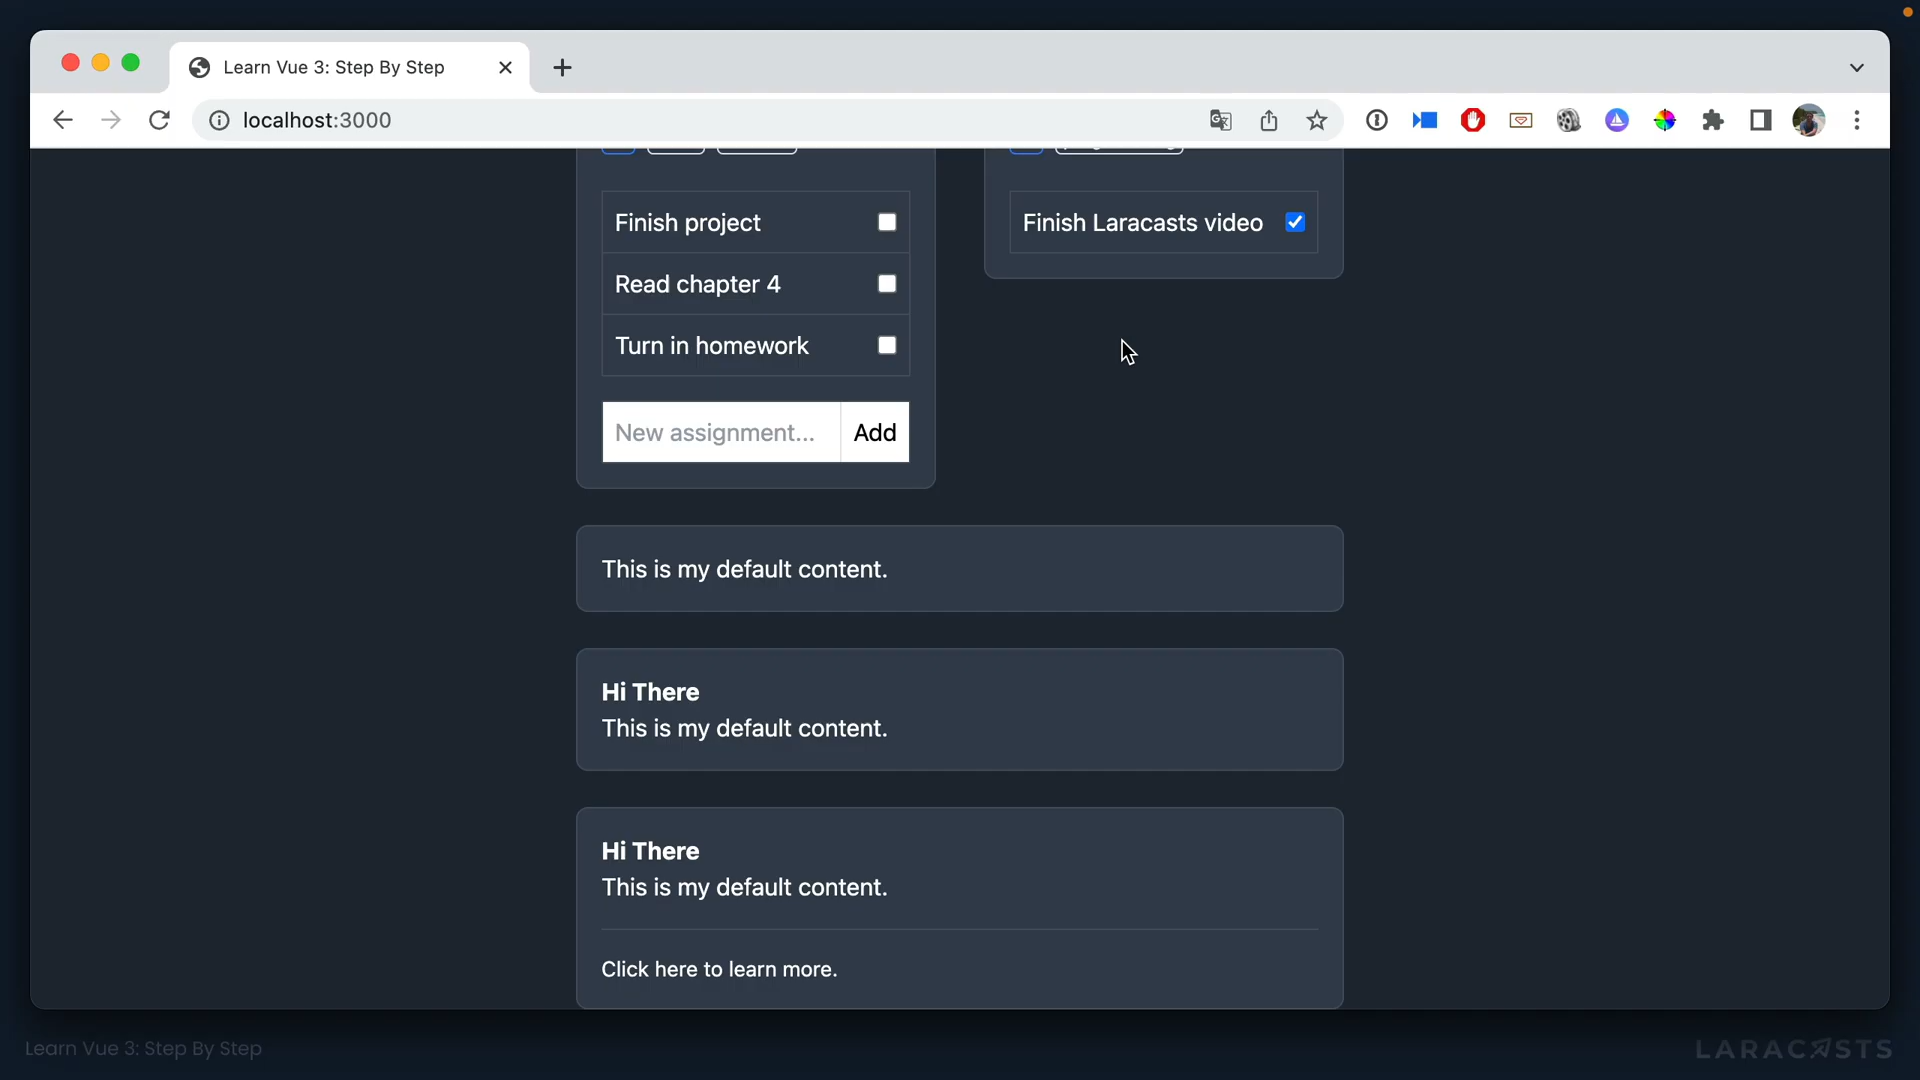 Learn Vue 3: Step By Step
localhost:3000
Finish project
Read chapter 4
Turn in homework
New assignment...
Add
Finish Laracasts video
This is my default content.
Hi There
This is my default content.
Hi There
This is my default content.
Click here to learn more.
Learn Vue 3: Step By Step
LARACASTS